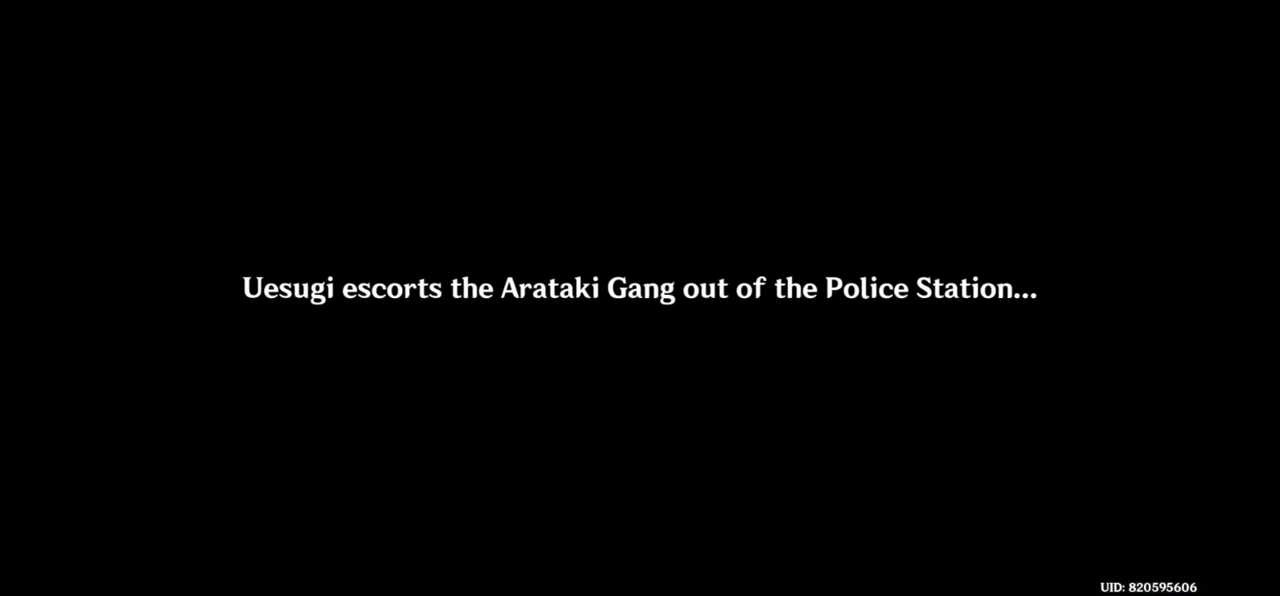 Uesugi escorts the Arataki Gang out of the Police Station...
UID: 820595606